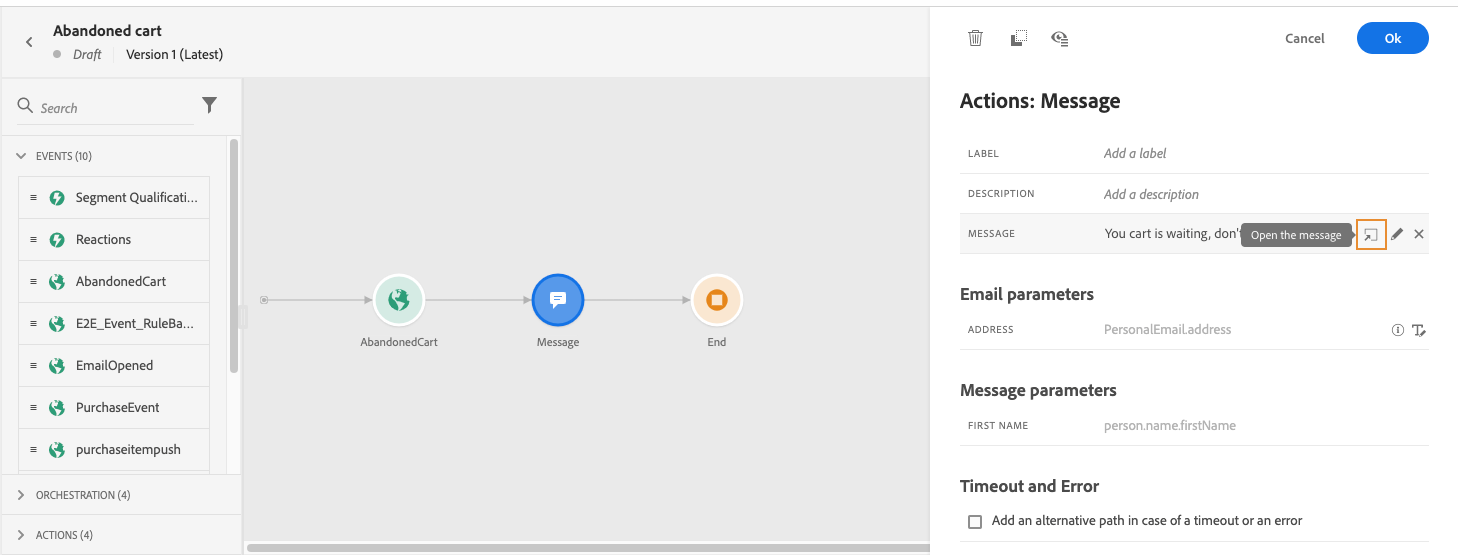 Abandoned cart
Draft Version 1 (Latest)
Search
EVENTS (10)
Segment Qualificati...
Reactions
AbandonedCart
E2E_Event_RuleBa...
EmailOpened
PurchaseEvent
purchaseitempush
ORCHESTRATION (4)
ACTIONS (4)
AbandonedCart
Message
End
Cancel
Ok
Actions: Message
LABEL Add a label
DESCRIPTION Add a description
MESSAGE You cart is waiting, don't Open the message
Email parameters
ADDRESS PersonalEmail.address
Message parameters
FIRST NAME person.name.firstName
Timeout and Error
Add an alternative path in case of a timeout or an error